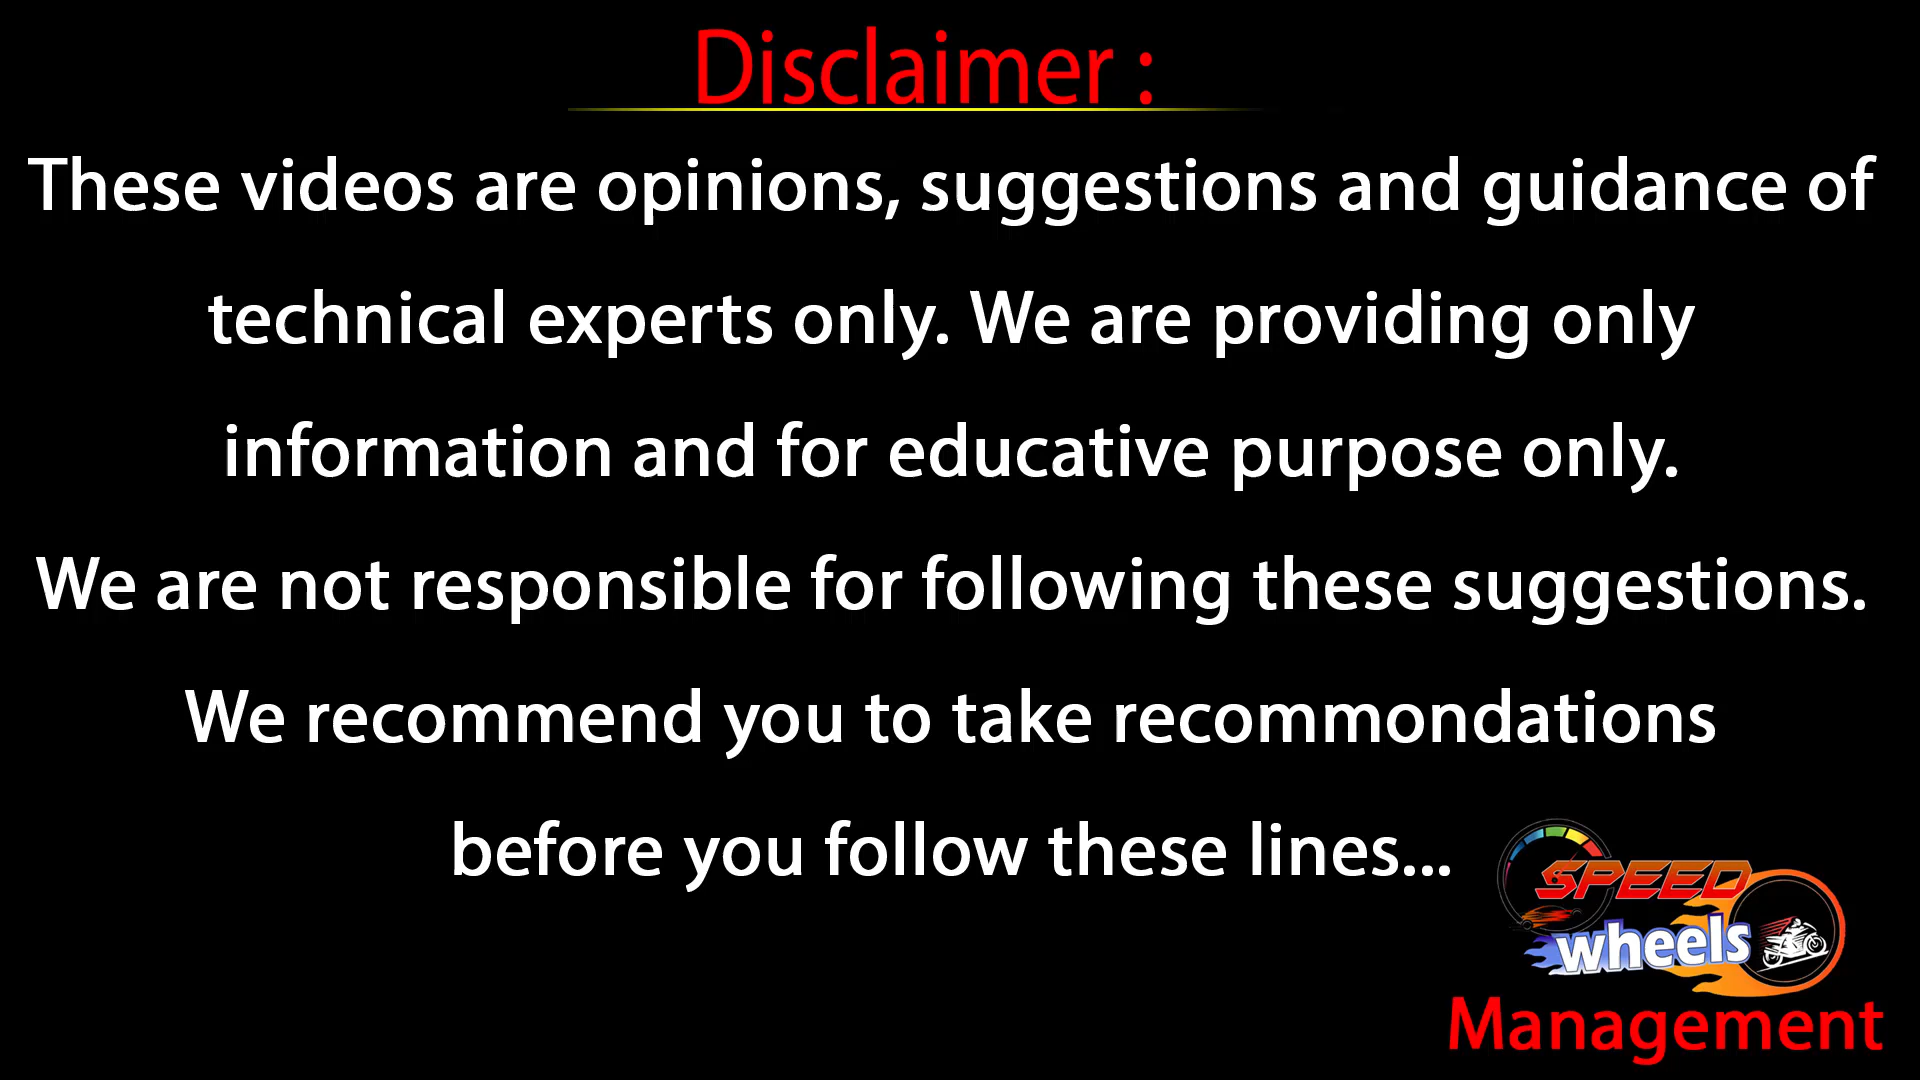 Disclaimer :
These videos are opinions, suggestions and guidance of
technical experts only. We are providing only
information and for educative purpose only.
We are not responsible for following these suggestions.
We recommend you to take recommondations
before you follow these lines...
SPEED
wheels
Management